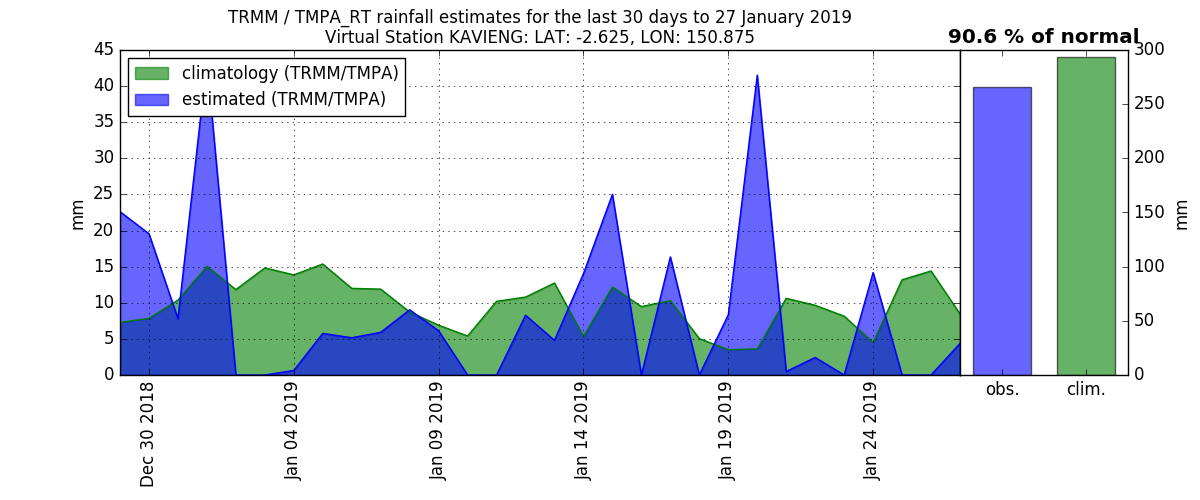 TRMM / TMPA_RT rainfall estimates for the last 30 days to 27 January 2019
Virtual Station KAVIENG: LAT: -2.625, LON: 150.875
90.6 % of normal
climatology (TRMM/TMPA)
estimated (TRMM/TMPA)
45
40
35
30
25
20
15
10
5
0
mm
Dec 30 2018
Jan 04 2019
Jan 09 2019
Jan 14 2019
Jan 19 2019
Jan 24 2019
300
250
200
150
100
50
0
mm
obs.
clim.